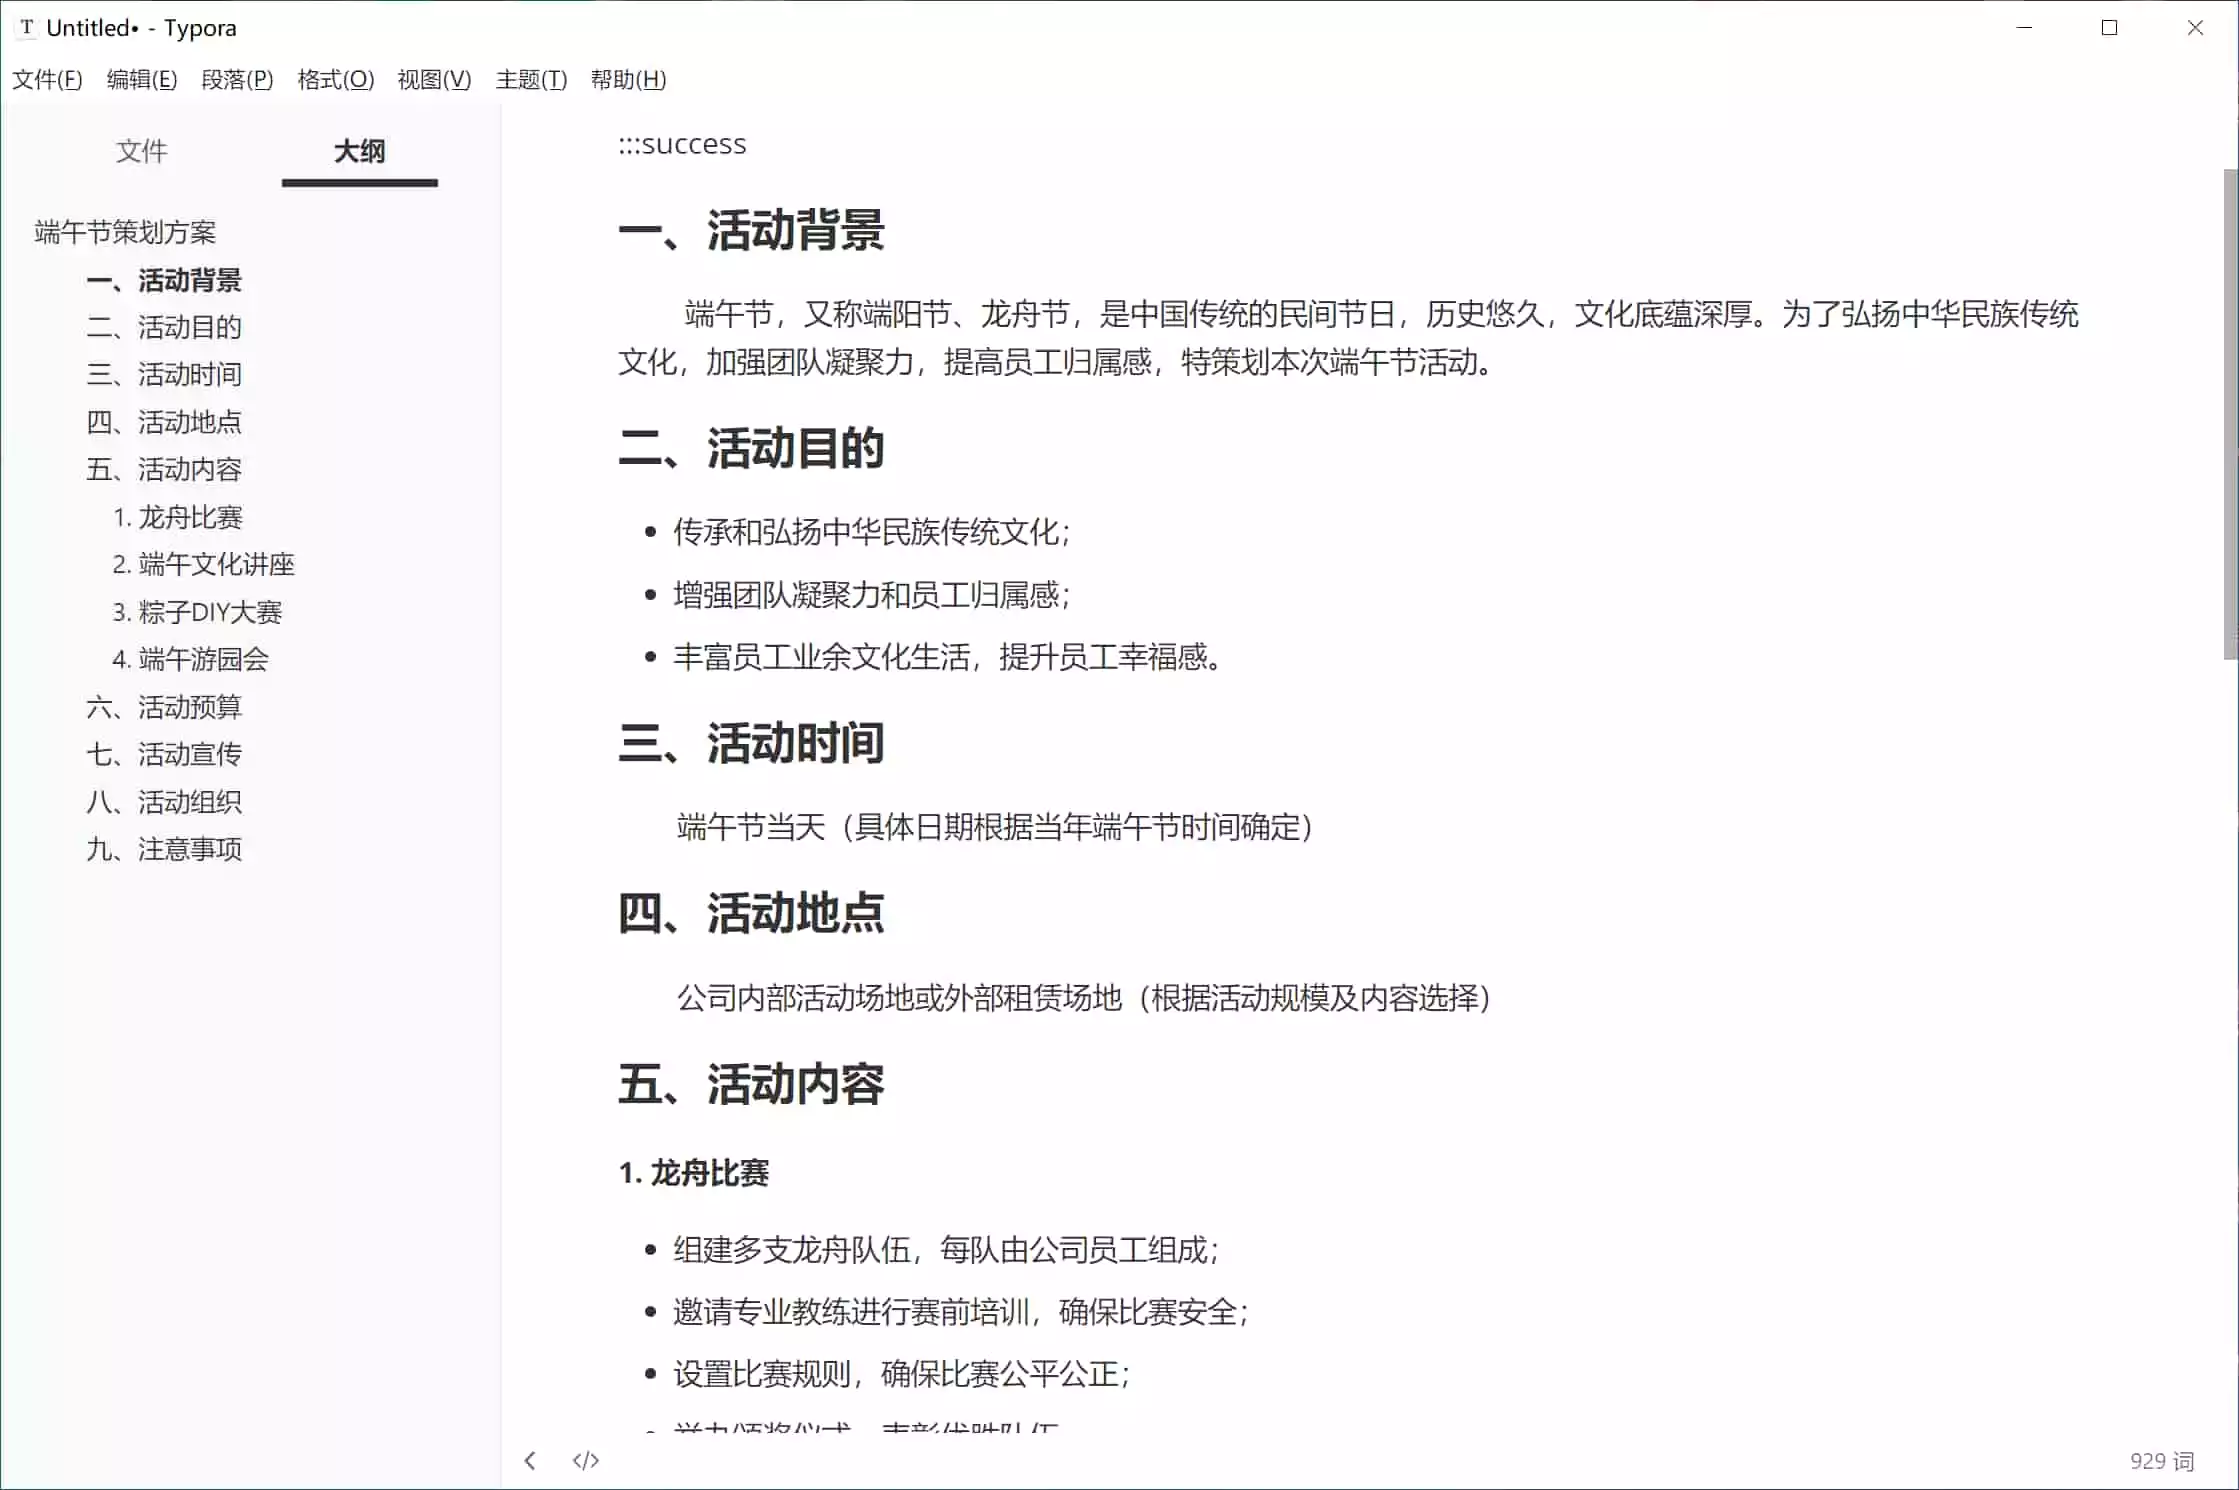 Untitled• - Typora
文件(F) 编辑(E) 段落(P) 格式(O) 视图(V) 主题(T) 帮助(H)
文件 大纲
端午节策划方案
一、活动背景
二、活动目的
三、活动时间
四、活动地点
五、活动内容
1. 龙舟比赛
2. 端午文化讲座
3. 粽子DIY大赛
4. 端午游园会
六、活动预算
七、活动宣传
八、活动组织
九、注意事项
:::success
一、活动背景
端午节，又称端阳节、龙舟节，是中国传统的民间节日，历史悠久，文化底蕴深厚。为了弘扬中华民族传统
文化，加强团队凝聚力，提高员工归属感，特策划本次端午节活动。
二、活动目的
• 传承和弘扬中华民族传统文化；
• 增强团队凝聚力和员工归属感；
• 丰富员工业余文化生活，提升员工幸福感。
三、活动时间
端午节当天（具体日期根据当年端午节时间确定）
四、活动地点
公司内部活动场地或外部租赁场地（根据活动规模及内容选择）
五、活动内容
1. 龙舟比赛
• 组建多支龙舟队伍，每队由公司员工组成；
• 邀请专业教练进行赛前培训，确保比赛安全；
• 设置比赛规则，确保比赛公平公正；
</> 929 词